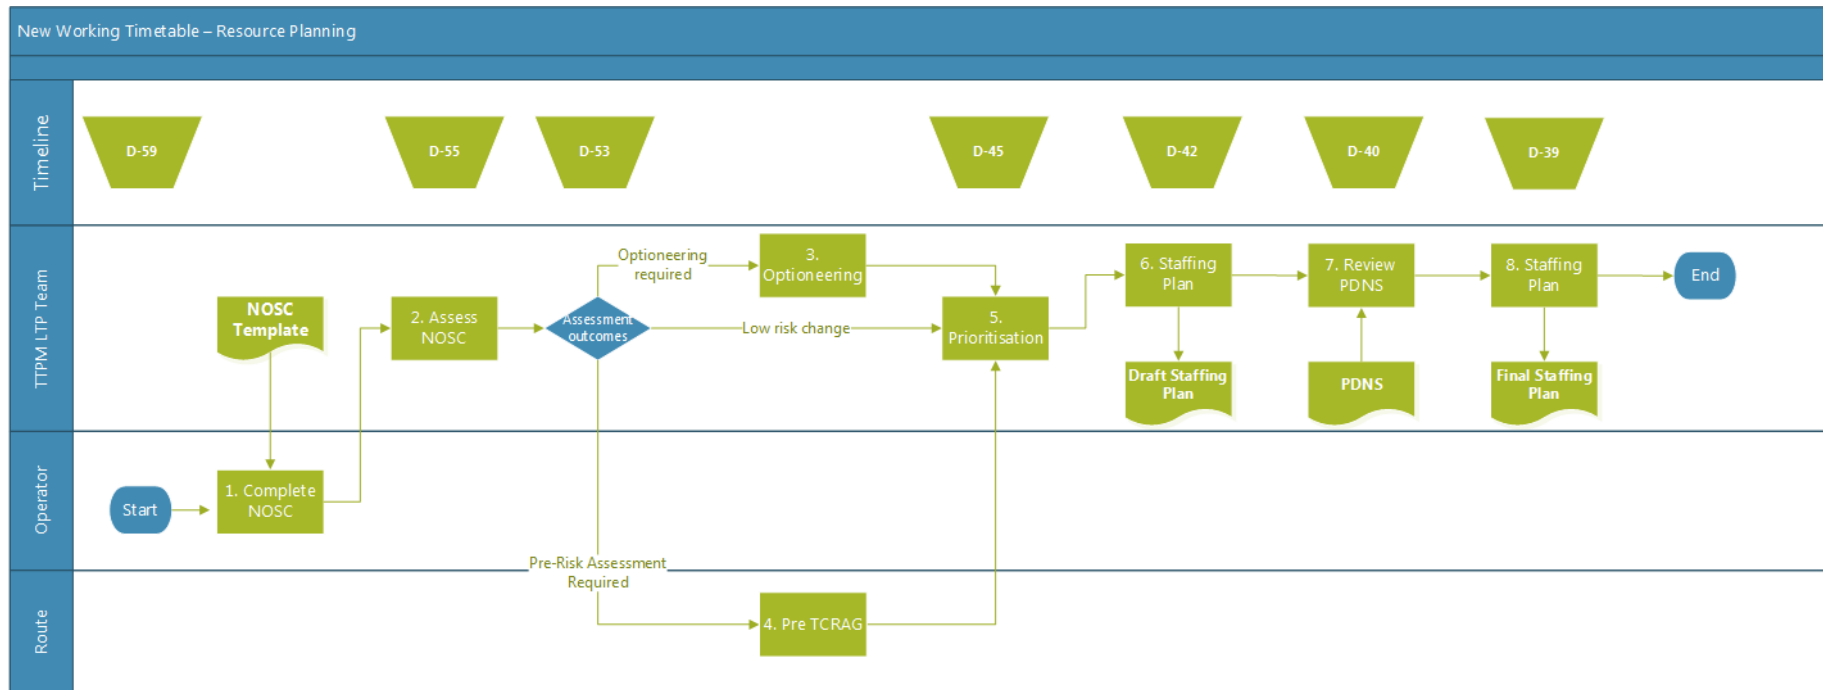 New Working Timetable – Resource Planning
Timeline
D-59
D-55
D-53
D-45
D-42
D-40
D-39
TTPM LTP Team
NOSC
Template
2. Assess
NOSC
Assessment
outcomes
Optioneering
required
3.
Optioneering
Low risk change
5.
Prioritisation
6. Staffing
Plan
7. Review
PDNS
8. Staffing
Plan
End
Draft Staffing
Plan
PDNS
Final Staffing
Plan
Operator
Start
1. Complete
NOSC
Pre-Risk Assessment
Required
Route
4. Pre TCRAG